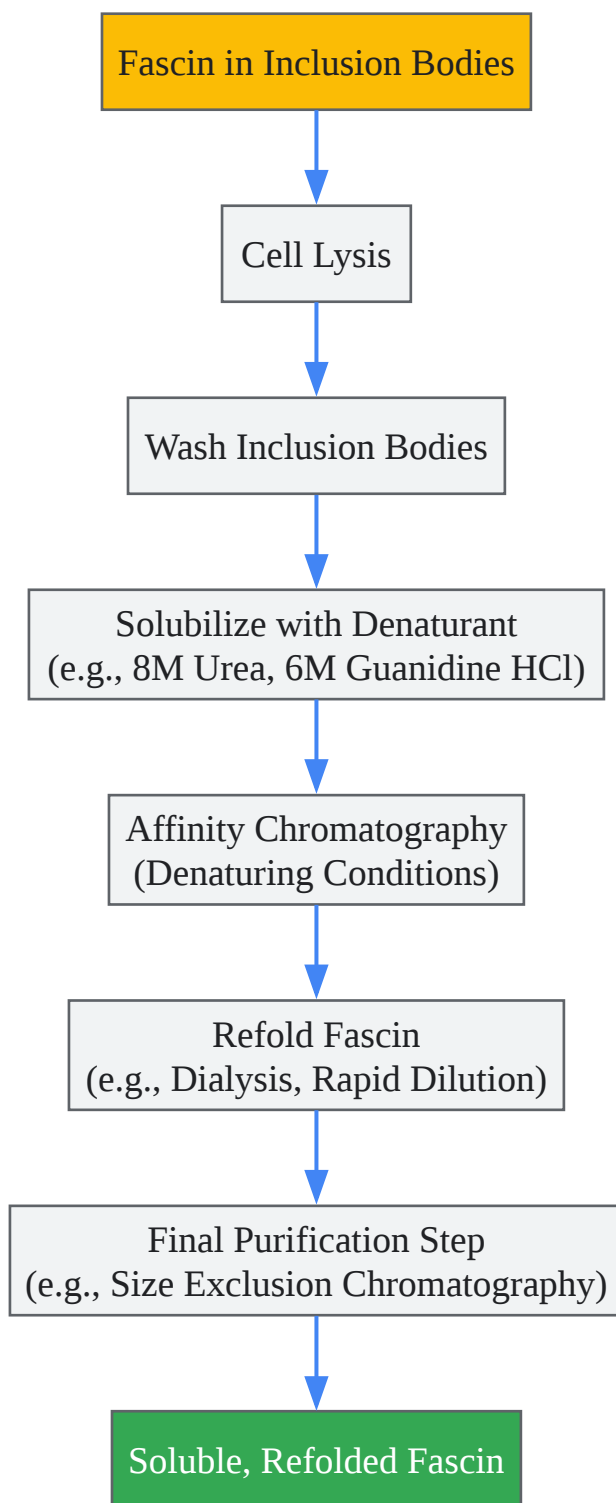 Fascin in Inclusion Bodies
Cell Lysis
Wash Inclusion Bodies
Solubilize with Denaturant
(e.g., 8M Urea, 6M Guanidine HCl)
Affinity Chromatography
(Denaturing Conditions)
Refold Fascin
(e.g., Dialysis, Rapid Dilution)
Final Purification Step
(e.g., Size Exclusion Chromatography)
Soluble, Refolded Fascin